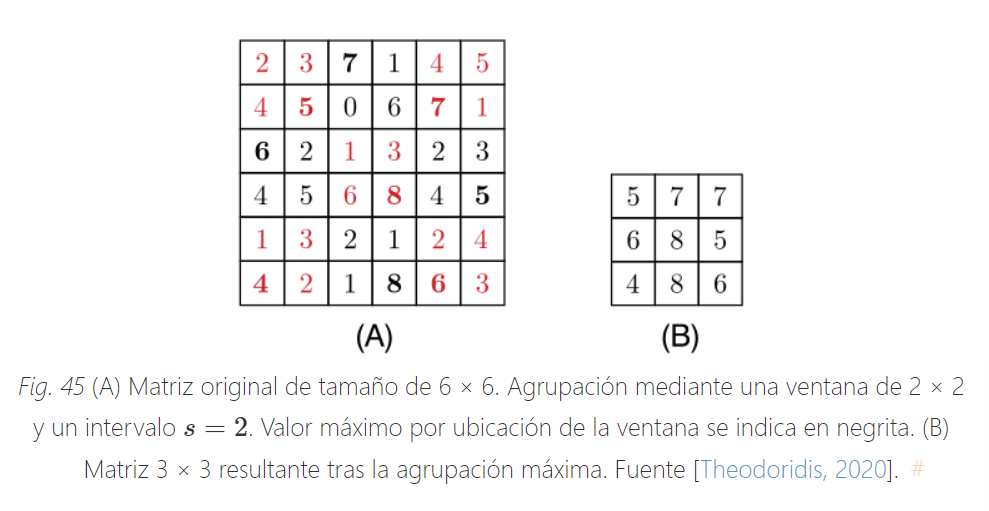 2 3 7 1 4 5
4 5 0 6 7 1
6 2 1 3 2 3
4 5 6 8 4 5
1 3 2 1 2 4
4 2 1 8 6 3
(A)
5 7 7
6 8 5
4 8 6
(B)
Fig. 45 (A) Matriz original de tamaño de 6 × 6. Agrupación mediante una ventana de 2 × 2
y un intervalo s = 2. Valor máximo por ubicación de la ventana se indica en negrita. (B)
Matriz 3 × 3 resultante tras la agrupación máxima. Fuente [Theodoridis, 2020]. #